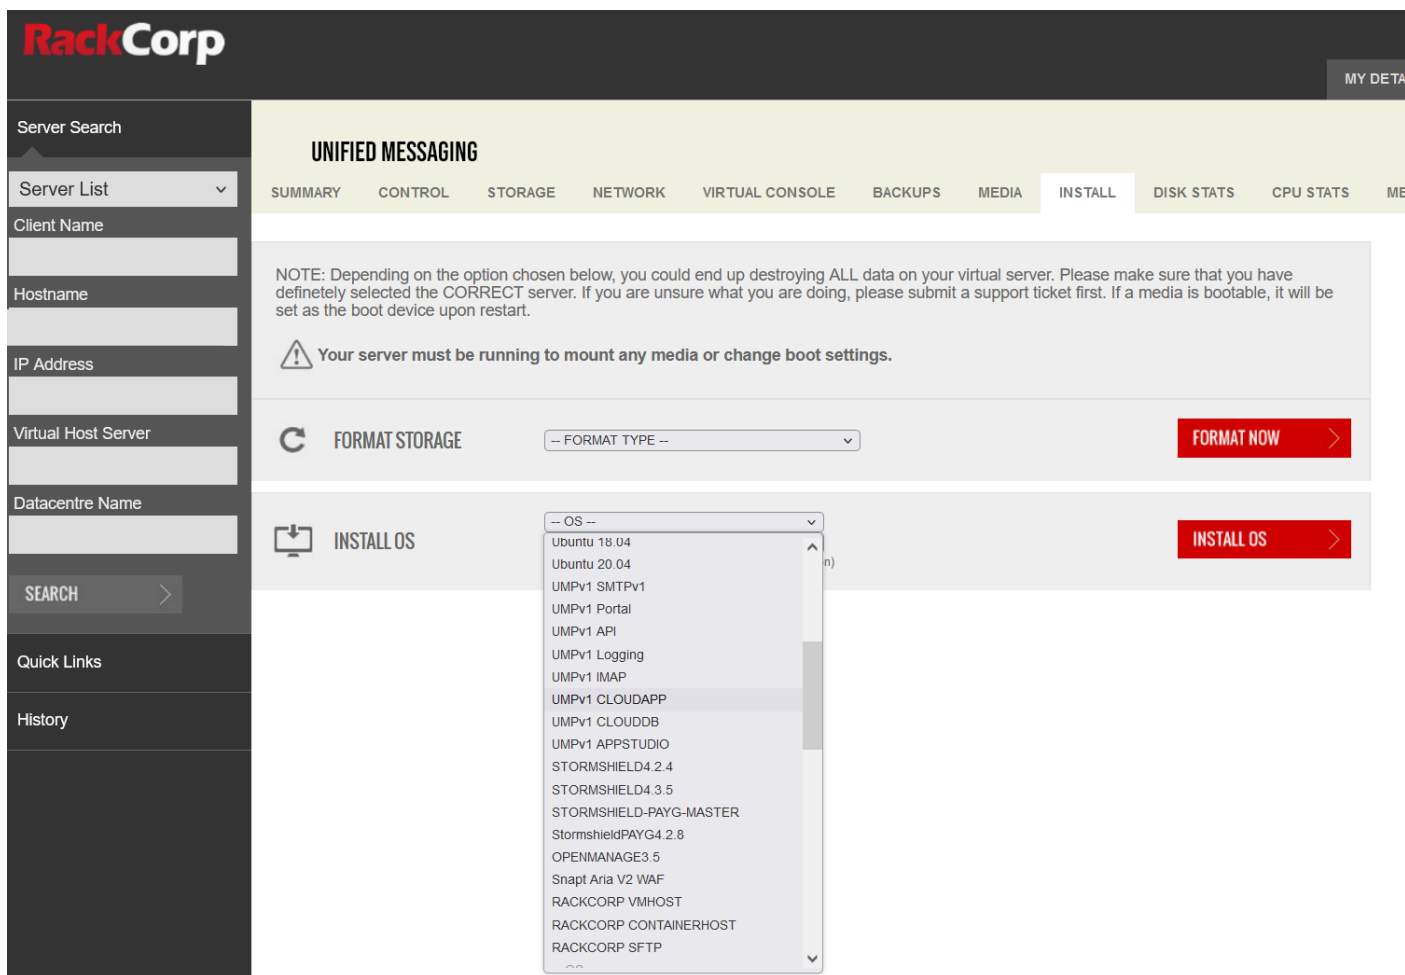 RackCorp
MY DETA
Server Search
Server List
Client Name
Hostname
IP Address
Virtual Host Server
Datacentre Name
SEARCH
Quick Links
History
UNIFIED MESSAGING
SUMMARY CONTROL STORAGE NETWORK VIRTUAL CONSOLE BACKUPS MEDIA INSTALL DISK STATS CPU STATS ME
NOTE: Depending on the option chosen below, you could end up destroying ALL data on your virtual server. Please make sure that you have
definetely selected the CORRECT server. If you are unsure what you are doing, please submit a support ticket first. If a media is bootable, it will be
set as the boot device upon restart.
Your server must be running to mount any media or change boot settings.
FORMAT STORAGE
-- FORMAT TYPE --
FORMAT NOW
INSTALL OS
-- OS --
INSTALL OS
Ubuntu 18.04
Ubuntu 20.04
n)
UMPv1 SMTPv1
UMPv1 Portal
UMPv1 API
UMPv1 Logging
UMPv1 IMAP
UMPv1 CLOUDAPP
UMPv1 CLOUDDB
UMPv1 APPSTUDIO
STORMSHIELD4.2.4
STORMSHIELD4.3.5
STORMSHIELD-PAYG-MASTER
StormshieldPAYG4.2.8
OPENMANAGE3.5
Snapt Aria V2 WAF
RACKCORP VMHOST
RACKCORP CONTAINERHOST
RACKCORP SFTP